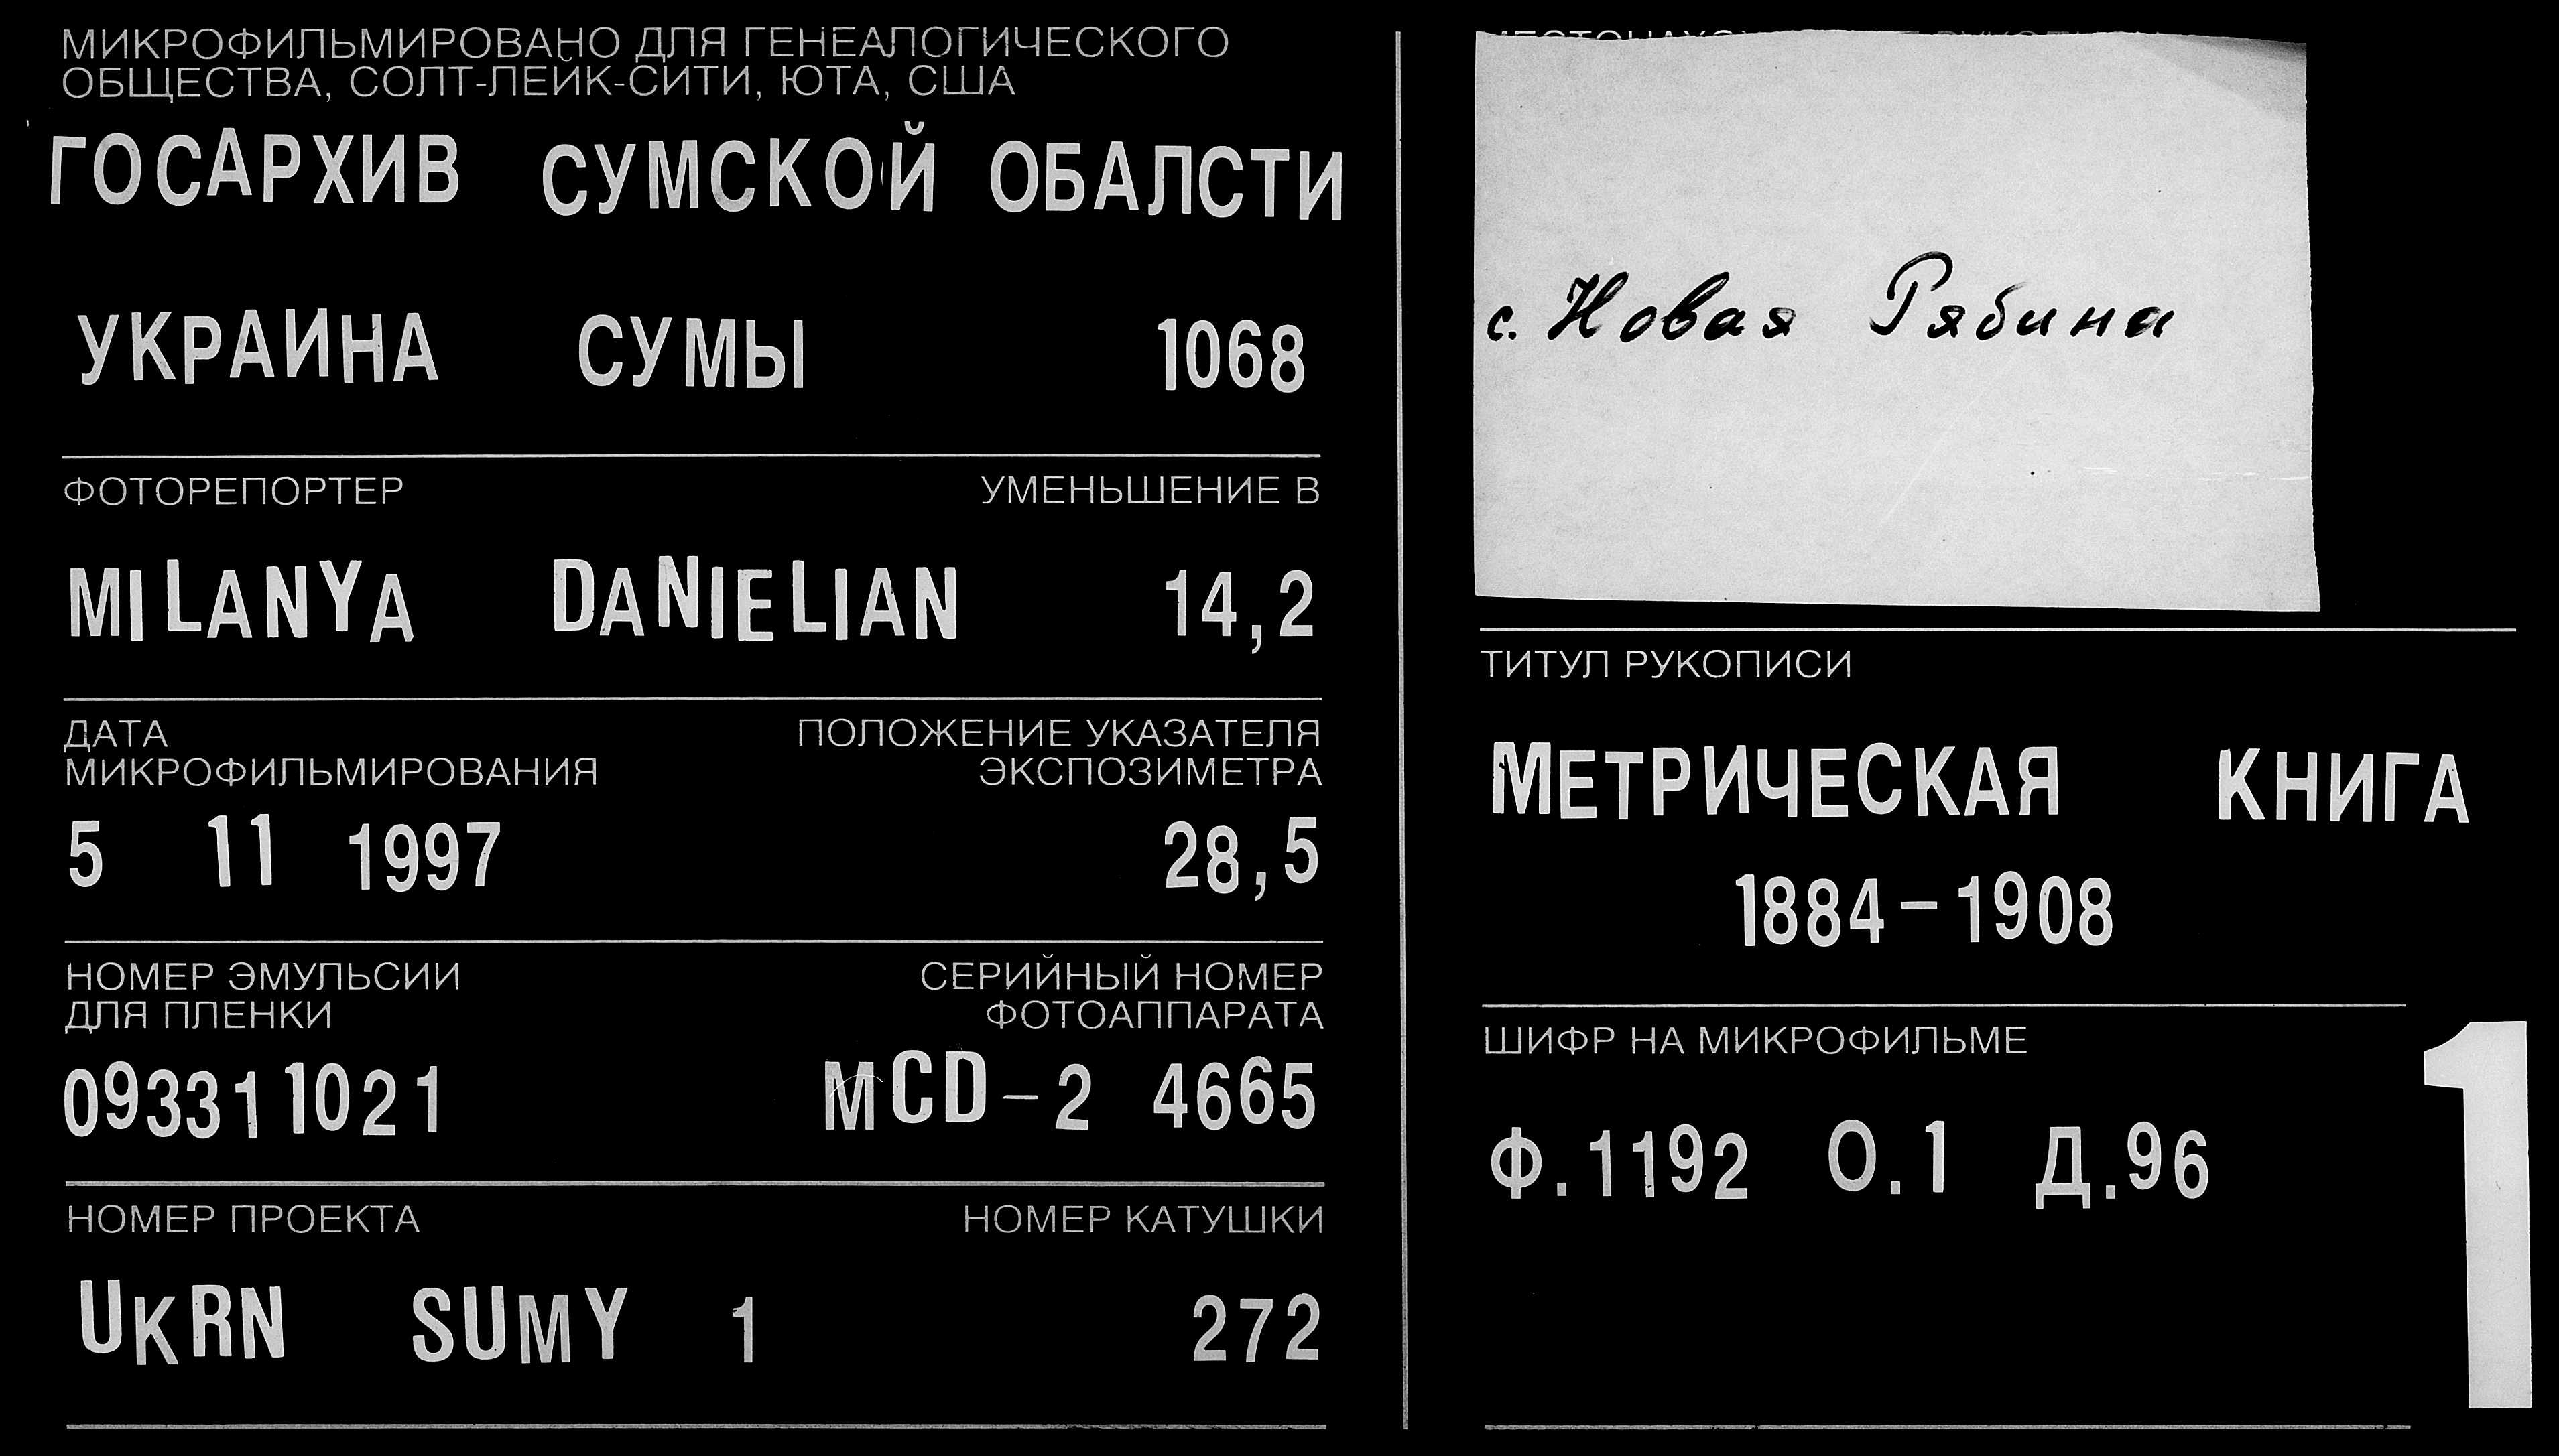 МИКРОФИЛЬМИРОВАНО ДЛЯ ГЕНЕАЛОГИЧЕСКОГО
ОБЩЕСТВА, СОЛТ-ЛЕЙК-СИТИ, ЮТА, США
ГОСАРХИВ СУМСКОЙ ОБАЛСТИ
УКРАИНА СУМЫ 1068
ФОТОРЕПОРТЕР УМЕНЬШЕНИЕ В
MILANYA DANIELIAN 14,2
ДАТА ПОЛОЖЕНИЕ УКАЗАТЕЛЯ
МИКРОФИЛЬМИРОВАНИЯ ЭКСПОЗИМЕТРА
5 11 1997 28,5
НОМЕР ЭМУЛЬСИИ СЕРИЙНЫЙ НОМЕР
ДЛЯ ПЛЕНКИ ФОТОАППАРАТА
093311021 MCD-2 4665
НОМЕР ПРОЕКТА НОМЕР КАТУШКИ
UKRN SUMY 1 272
с. Новая Рябина
ТИТУЛ РУКОПИСИ
МЕТРИЧЕСКАЯ КНИГА
1884-1908
ШИФР НА МИКРОФИЛЬМЕ
Ф.1192 О.1 Д.96
1